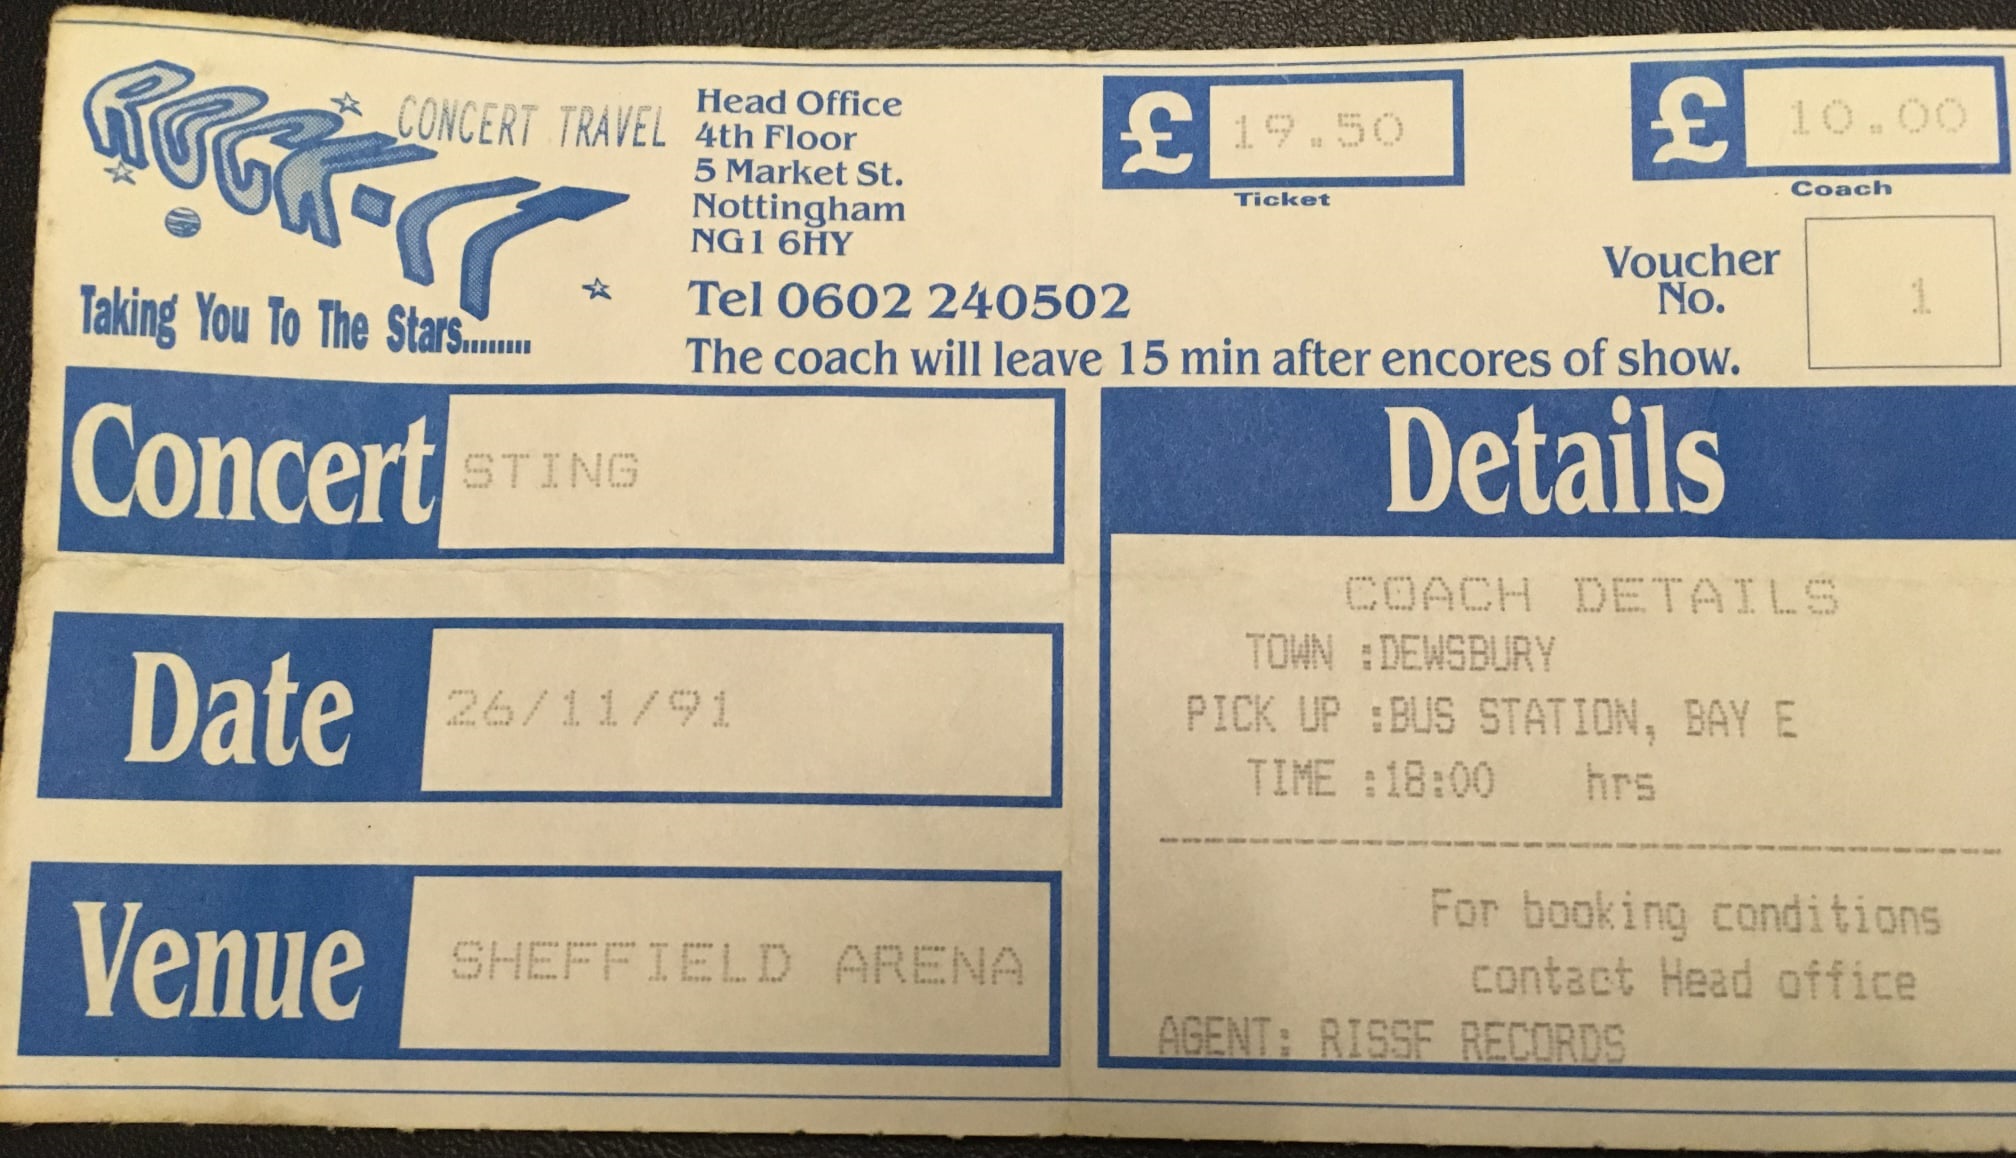 ROCK-IT CONCERT TRAVEL
Taking You To The Stars........
Head Office
4th Floor
5 Market St.
Nottingham
NG1 6HY
Tel 0602 240502
The coach will leave 15 min after encores of show.
£ 19.50
Ticket
£ 10.00
Coach
Voucher
No.
1
Concert STING
Date 26/11/91
Venue SHEFFIELD ARENA
Details
COACH DETAILS
TOWN :DEWSBURY
PICK UP :BUS STATION, BAY E
TIME :18:00 hrs
For booking conditions
contact Head office
AGENT: RISSF RECORDS